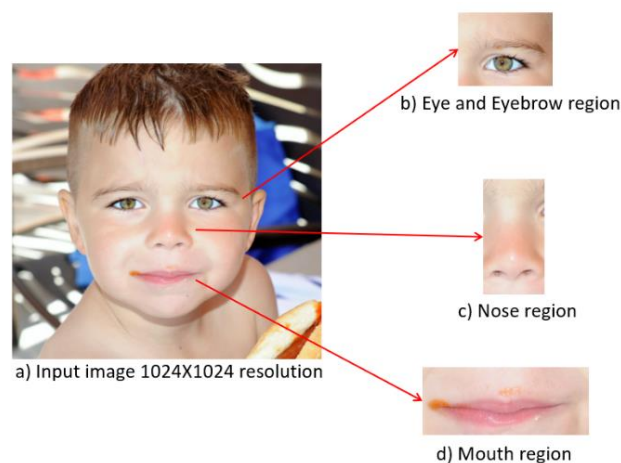 b) Eye and Eyebrow region
c) Nose region
a) Input image 1024X1024 resolution
d) Mouth region